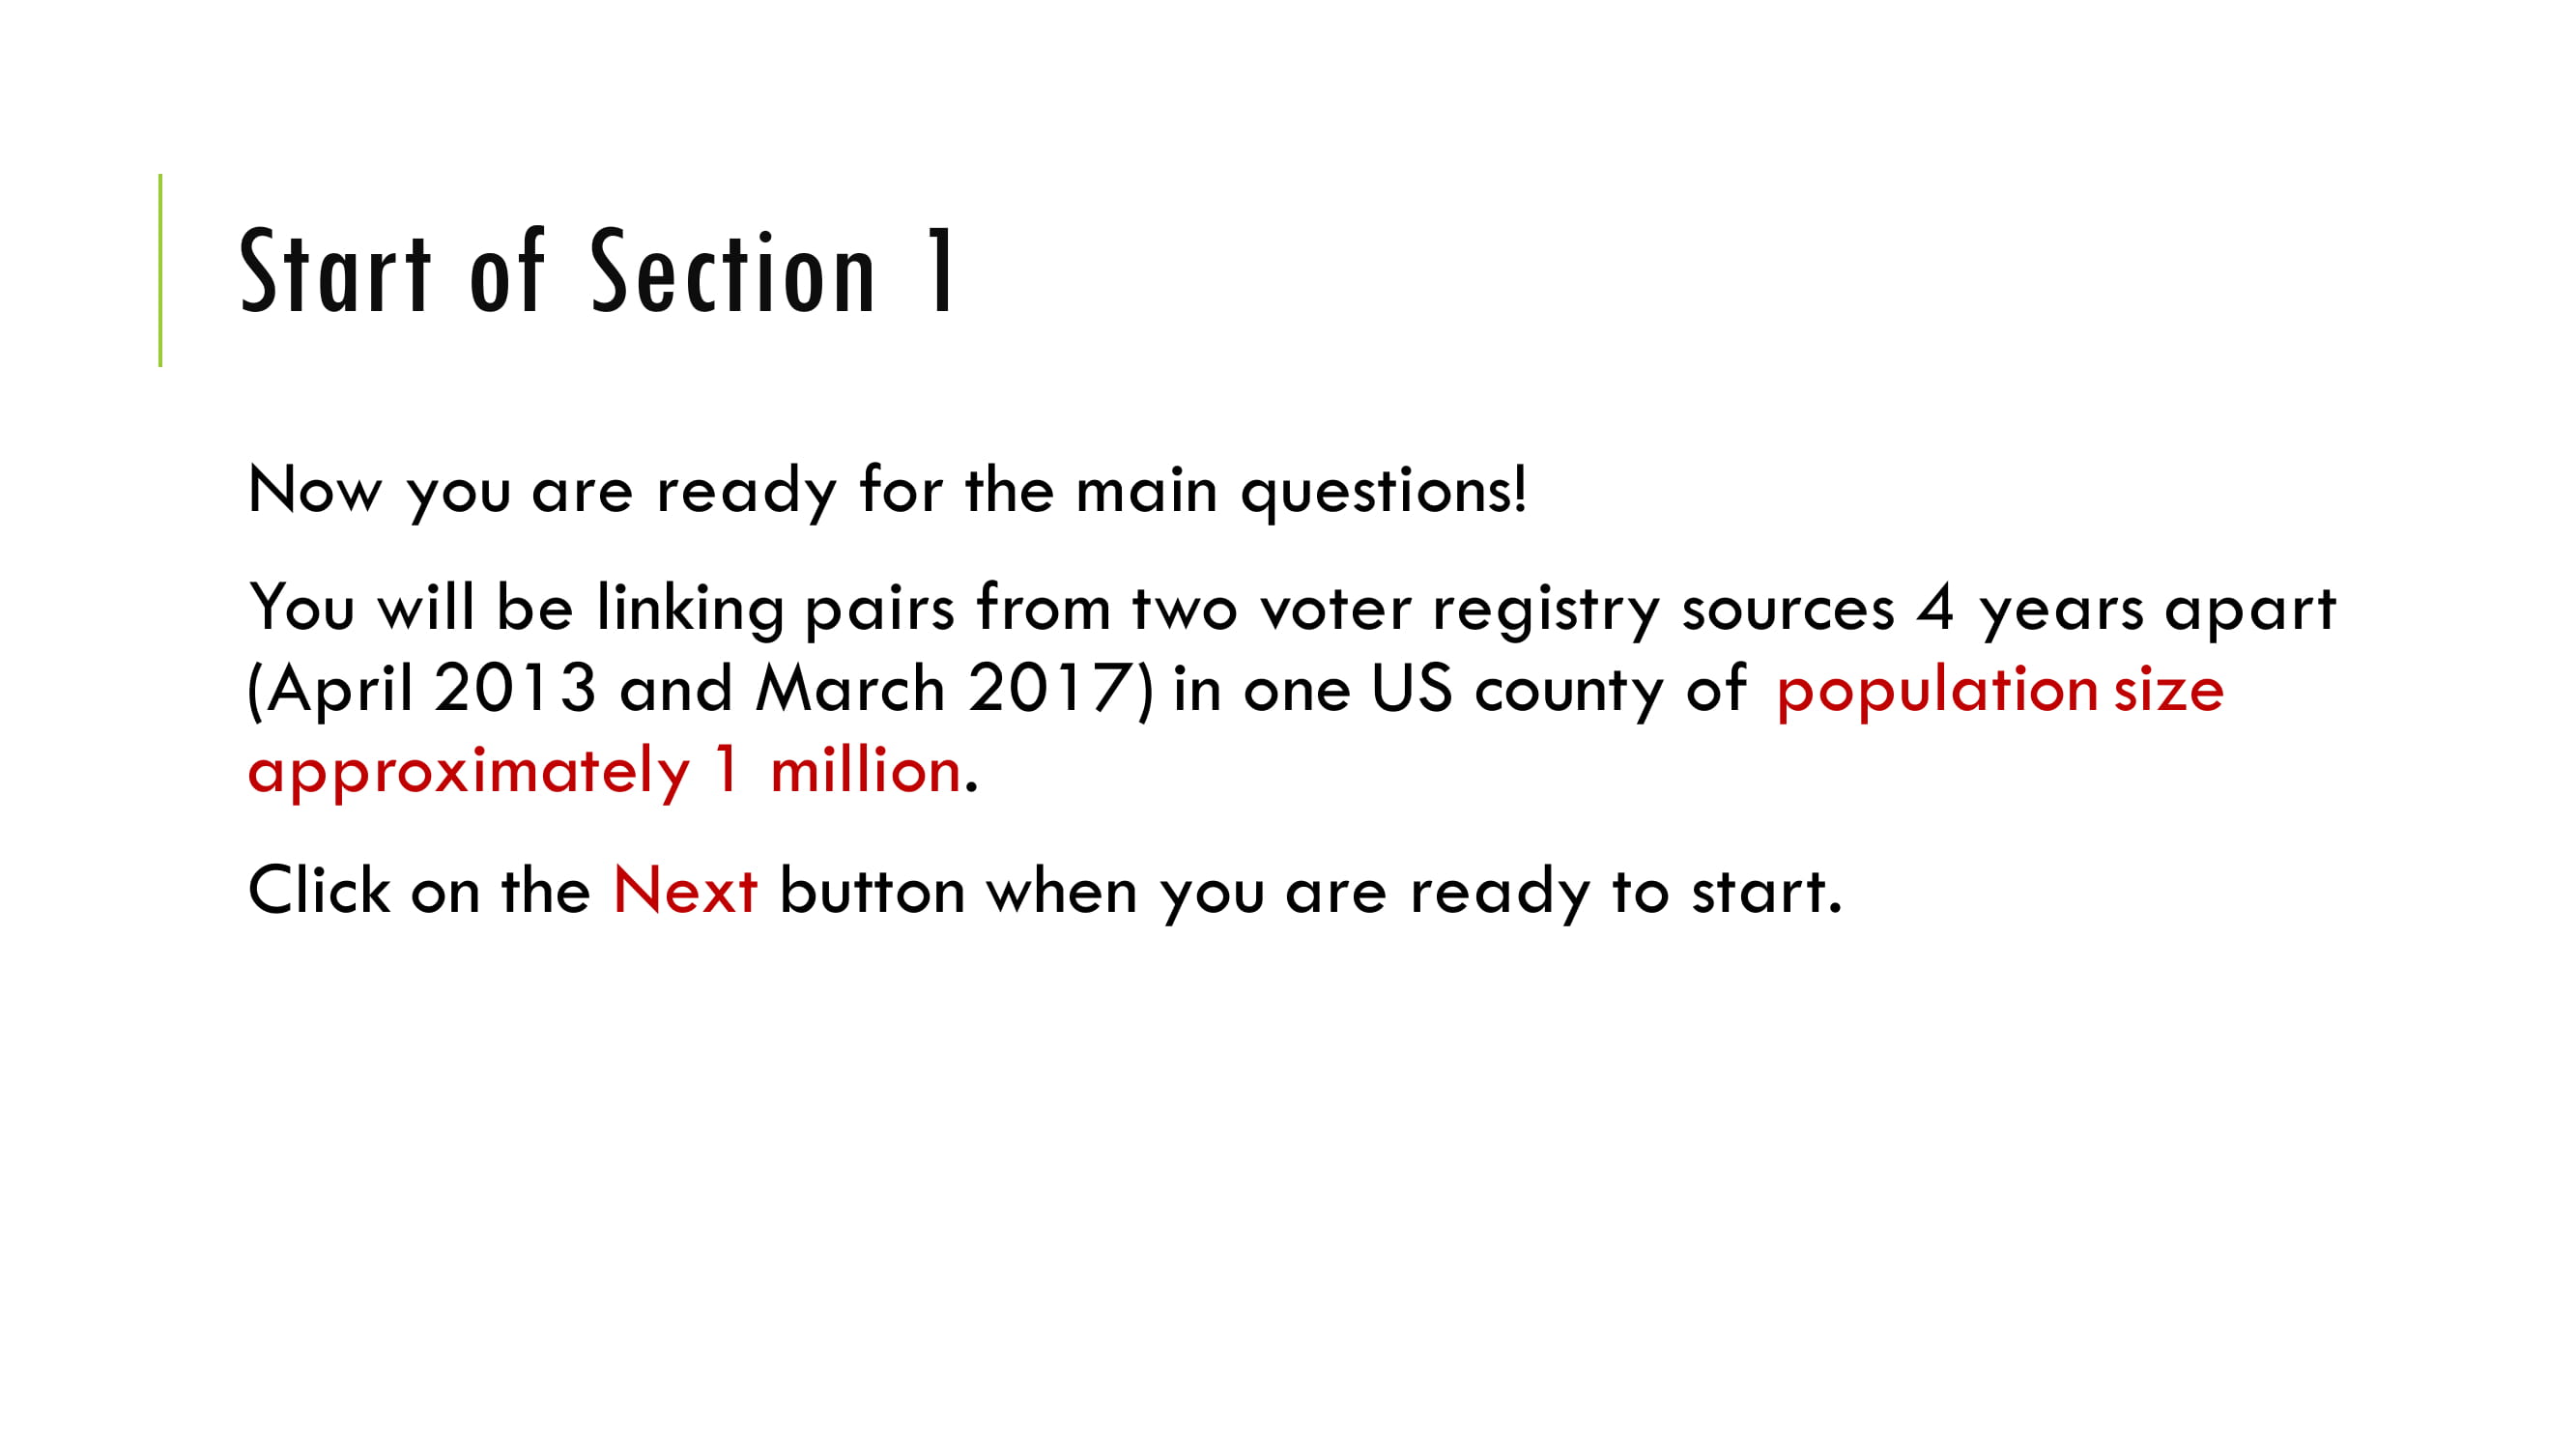 Start of Section 1
Now you are ready for the main questions!
You will be linking pairs from two voter registry sources 4 years apart
(April 2013 and March 2017) in one US county of population size
approximately 1 million.
Click on the Next button when you are ready to start.